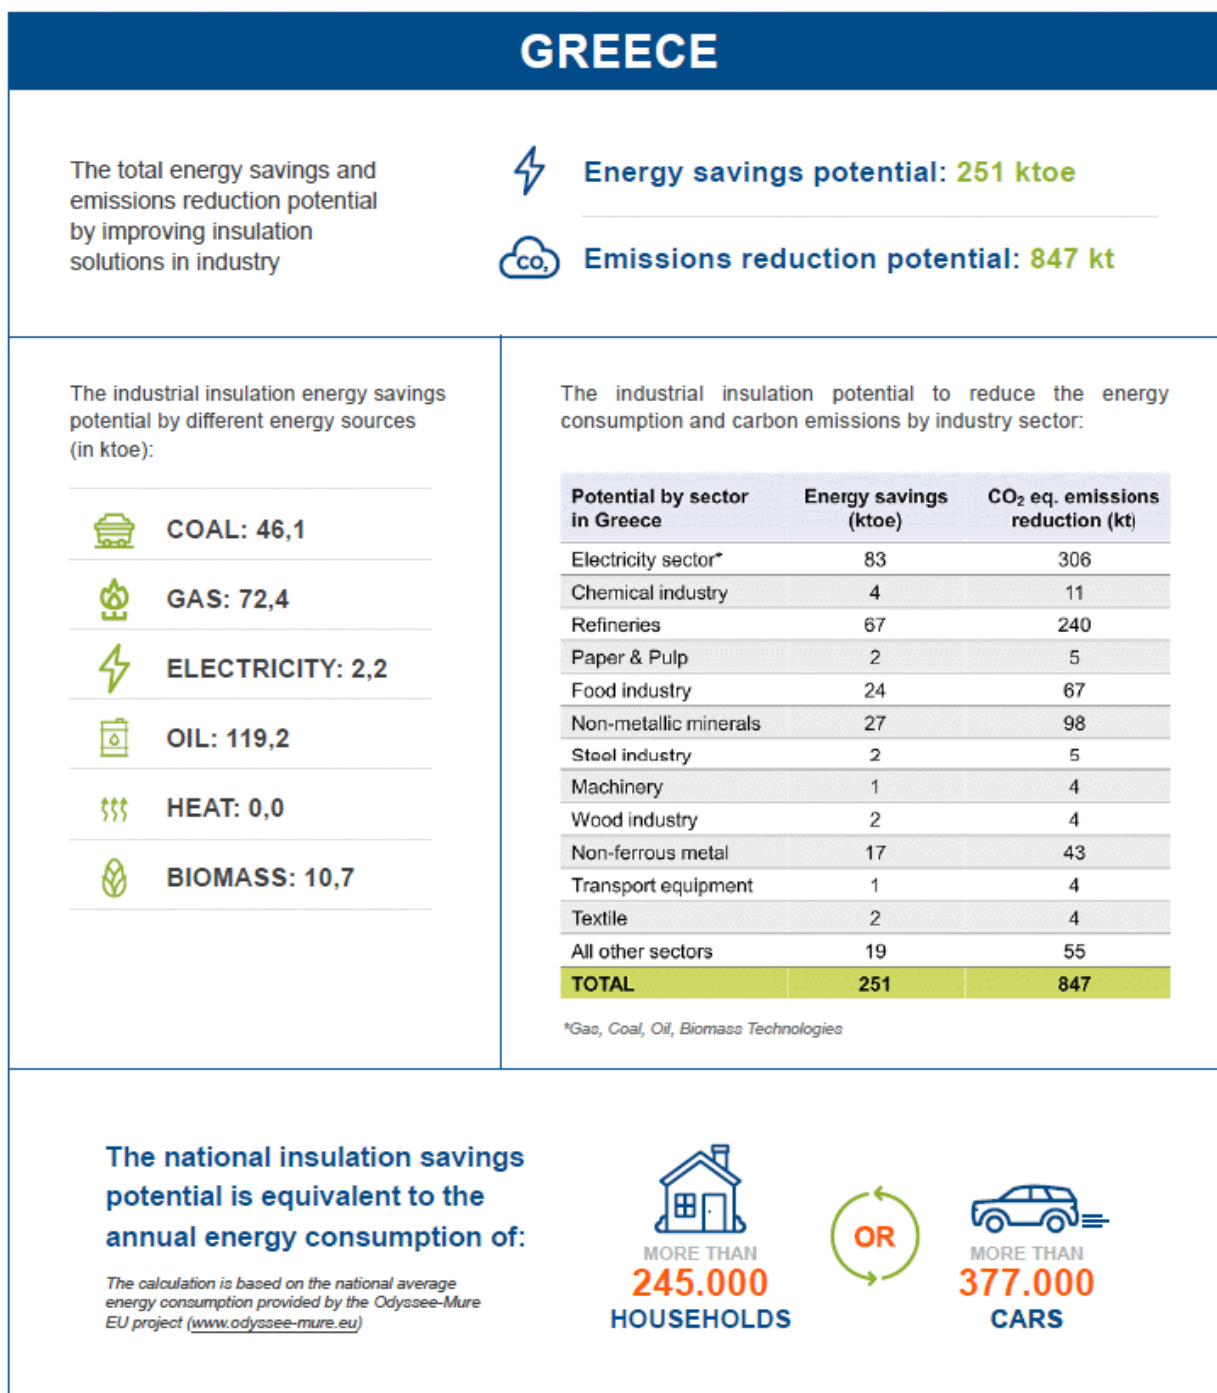 GREECE
The total energy savings and
emissions reduction potential
by improving insulation
solutions in industry
Energy savings potential: 251 ktoe
CO₂
Emissions reduction potential: 847 kt
The industrial insulation energy savings
potential by different energy sources
(in ktoe):
COAL: 46,1
GAS: 72,4
ELECTRICITY: 2,2
OIL: 119,2
HEAT: 0,0
BIOMASS: 10,7
The industrial insulation potential to reduce the energy
consumption and carbon emissions by industry sector:
Potential by sector in Greece Energy savings (ktoe) CO₂ eq. emissions reduction (kt)
Electricity sector* 83 306
Chemical industry 4 11
Refineries 67 240
Paper & Pulp 2 5
Food industry 24 67
Non-metallic minerals 27 98
Steel industry 2 5
Machinery 1 4
Wood industry 2 4
Non-ferrous metal 17 43
Transport equipment 1 4
Textile 2 4
All other sectors 19 55
TOTAL 251 847
*Gas, Coal, Oil, Biomass Technologies
The national insulation savings
potential is equivalent to the
annual energy consumption of:
The calculation is based on the national average
energy consumption provided by the Odyssee-Mure
EU project (www.odyssee-mure.eu)
MORE THAN
245.000
HOUSEHOLDS
OR
MORE THAN
377.000
CARS